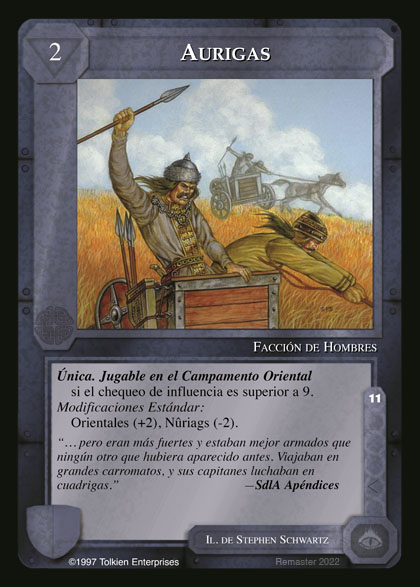 2
AURIGAS
FACCIÓN DE HOMBRES
Única. Jugable en el Campamento Oriental
si el chequeo de influencia es superior a 9.
Modificaciones Estándar:
Orientales (+2), Nûriags (-2).
“… pero eran más fuertes y estaban mejor armados que
ningún otro que hubiera aparecido antes. Viajaban en
grandes carromatos, y sus capitanes luchaban en
cuadrigas.” —SdlA Apéndices
11
IL. DE STEPHEN SCHWARTZ
©1997 Tolkien Enterprises
Remaster 2022